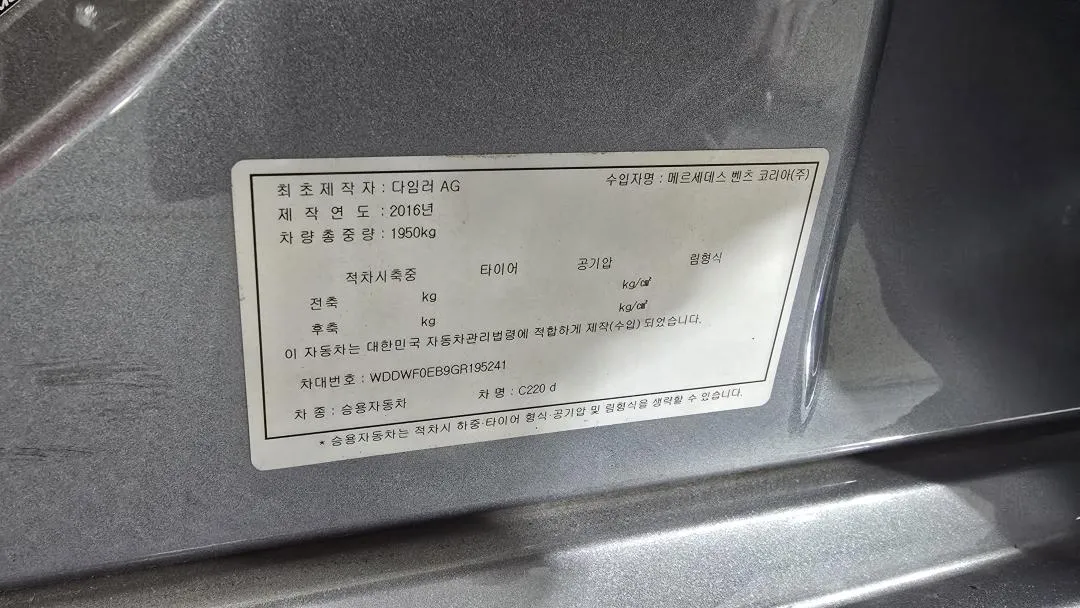 최초제작자 : 다임러 AG 수입자명 : 메르세데스 벤츠 코리아(주)
제 작 연 도 : 2016년
차량총중량 : 1950kg
적차시축중 타이어 공기압 림형식
전축 kg kg/㎠
후축 kg kg/㎠
이 자동차는 대한민국 자동차관리법령에 적합하게 제작(수입) 되었습니다.
차대번호 : WDDWF0EB9GR195241
차 종 : 승용자동차 차 명 : C220 d
* 승용자동차는 적차시 하중·타이어 형식·공기압 및 림형식을 생략할 수 있습니다.